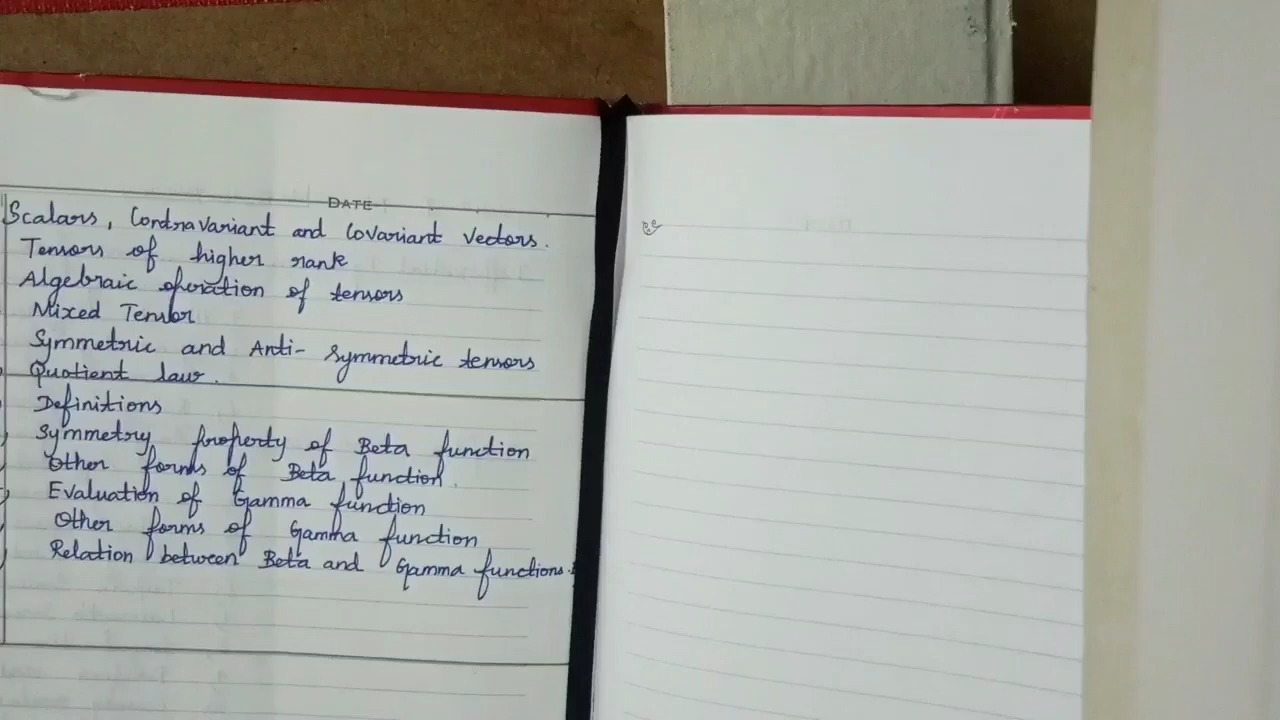 DATE
Scalars, Contravariant and Covariant Vectors.
Tensors of higher rank
Algebraic operation of tensors
Mixed Tensor
Symmetric and Anti- symmetric tensors
Quotient law.
Definitions
Symmetry property of Beta function
Other forms of Beta function.
Evaluation of Gamma function
Other forms of Gamma function
Relation between Beta and Gamma functions.